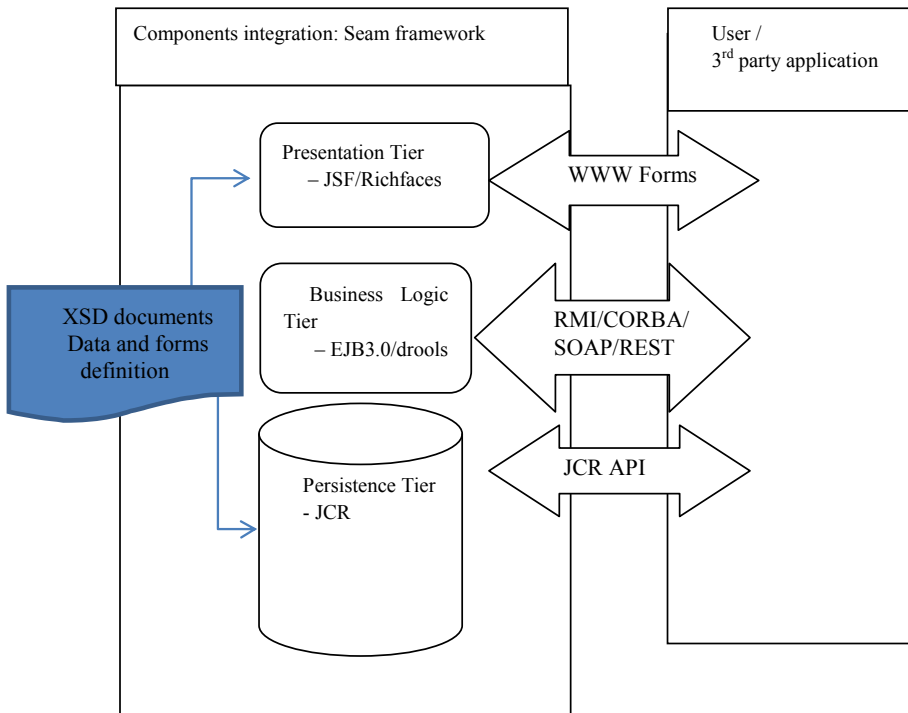 Components integration: Seam framework
User /
3rd party application
Presentation Tier
– JSF/Richfaces
WWW Forms
XSD documents
Data and forms
definition
Business Logic
Tier
– EJB3.0/drools
RMI/CORBA/
SOAP/REST
Persistence Tier
- JCR
JCR API